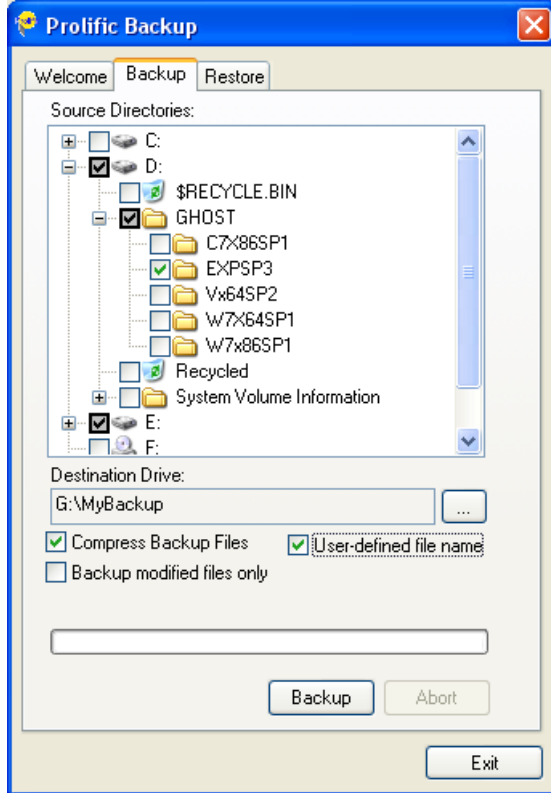 Prolific Backup
Welcome Backup Restore
Source Directories:
C:
D:
$RECYCLE.BIN
GHOST
C7X86SP1
EXPSP3
Vx64SP2
W7X64SP1
W7x86SP1
Recycled
System Volume Information
E:
F:
Destination Drive:
G:\MyBackup ...
Compress Backup Files User-defined file name
Backup modified files only
Backup Abort
Exit